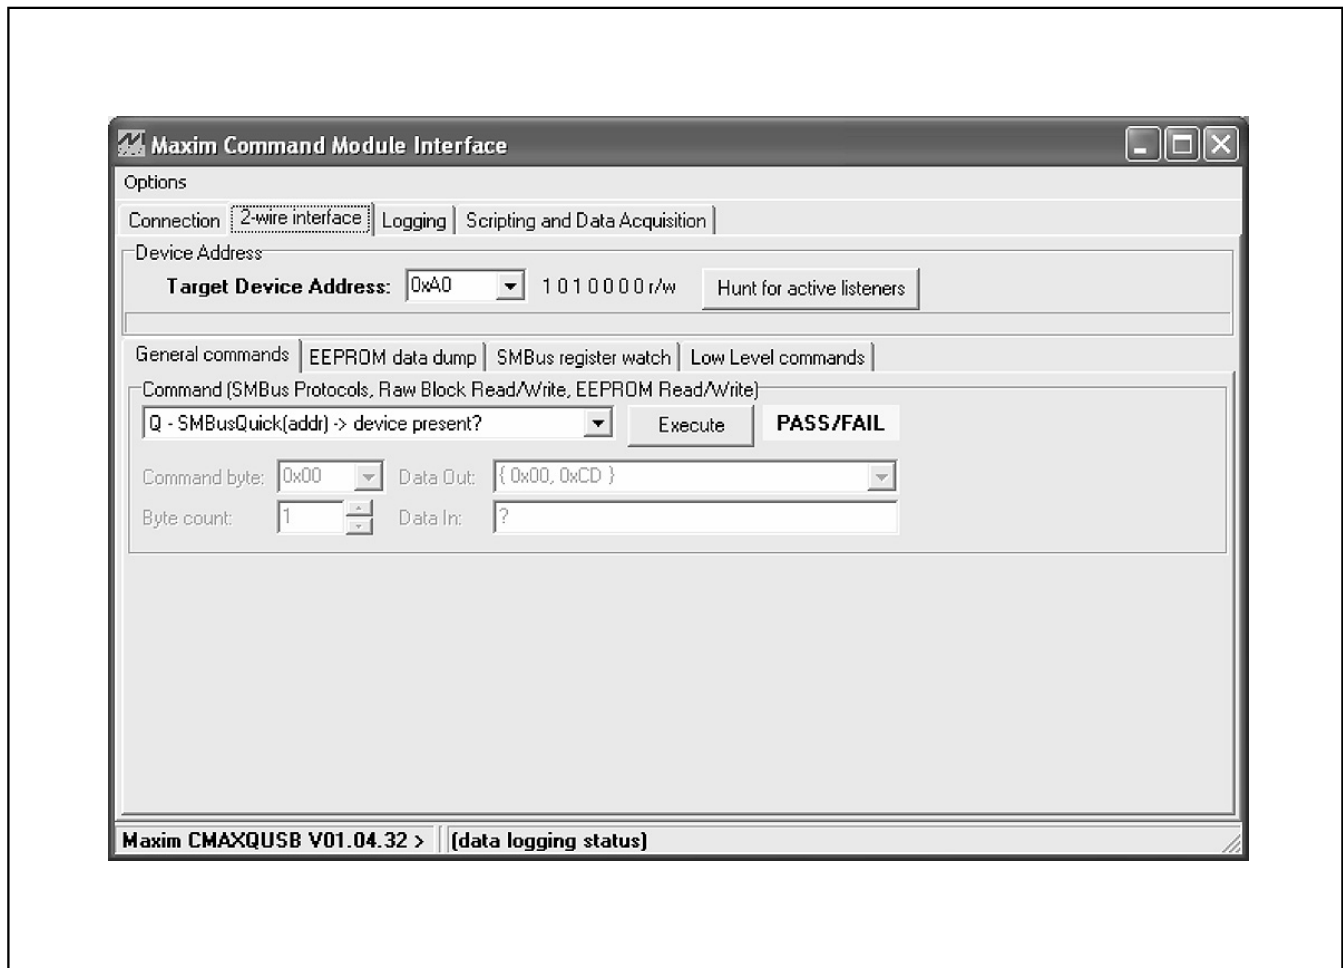 Maxim Command Module Interface
Options
Connection 2-wire interface Logging Scripting and Data Acquisition
Device Address
Target Device Address: 0xA0 1 0 1 0 0 0 0 r/w Hunt for active listeners
General commands EEPROM data dump SMBus register watch Low Level commands
Command (SMBus Protocols, Raw Block Read/Write, EEPROM Read/Write)
Q - SMBusQuick(addr) -> device present? Execute PASS/FAIL
Command byte: 0x00 Data Out: { 0x00, 0xCD }
Byte count: 1 Data In: ?
Maxim CMAXQUSB V01.04.32 > (data logging status)